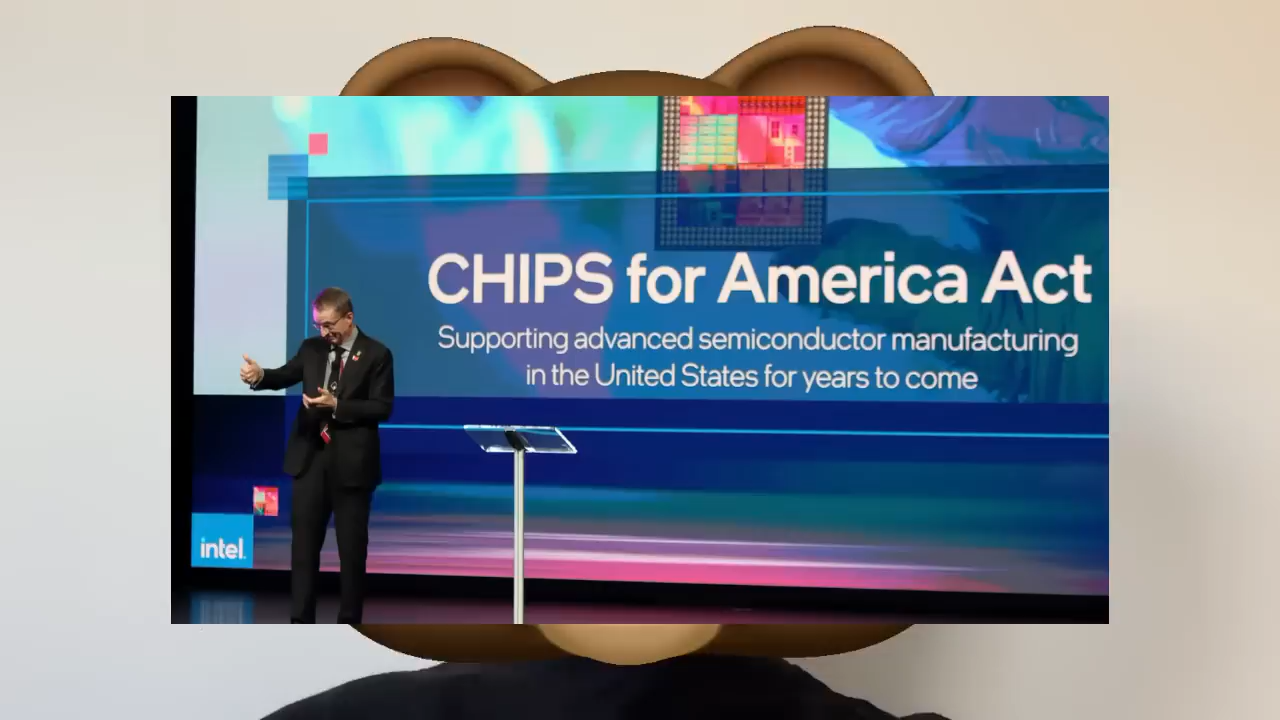 CHIPS for America Act
Supporting advanced semiconductor manufacturing
in the United States for years to come
intel.